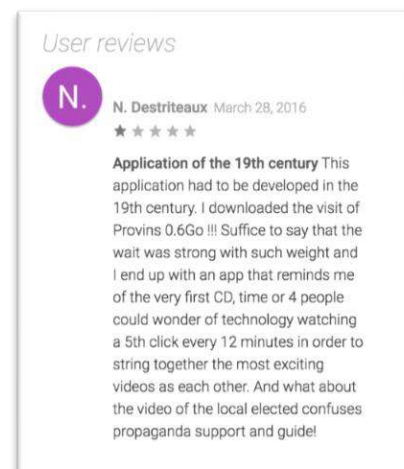 User reviews
N.
N. Destriteaux March 28, 2016
Application of the 19th century This
application had to be developed in the
19th century. I downloaded the visit of
Provins 0.6Go !!! Suffice to say that the
wait was strong with such weight and
I end up with an app that reminds me
of the very first CD, time or 4 people
could wonder of technology watching
a 5th click every 12 minutes in order to
string together the most exciting
videos as each other. And what about
the video of the local elected confuses
propaganda support and guide!